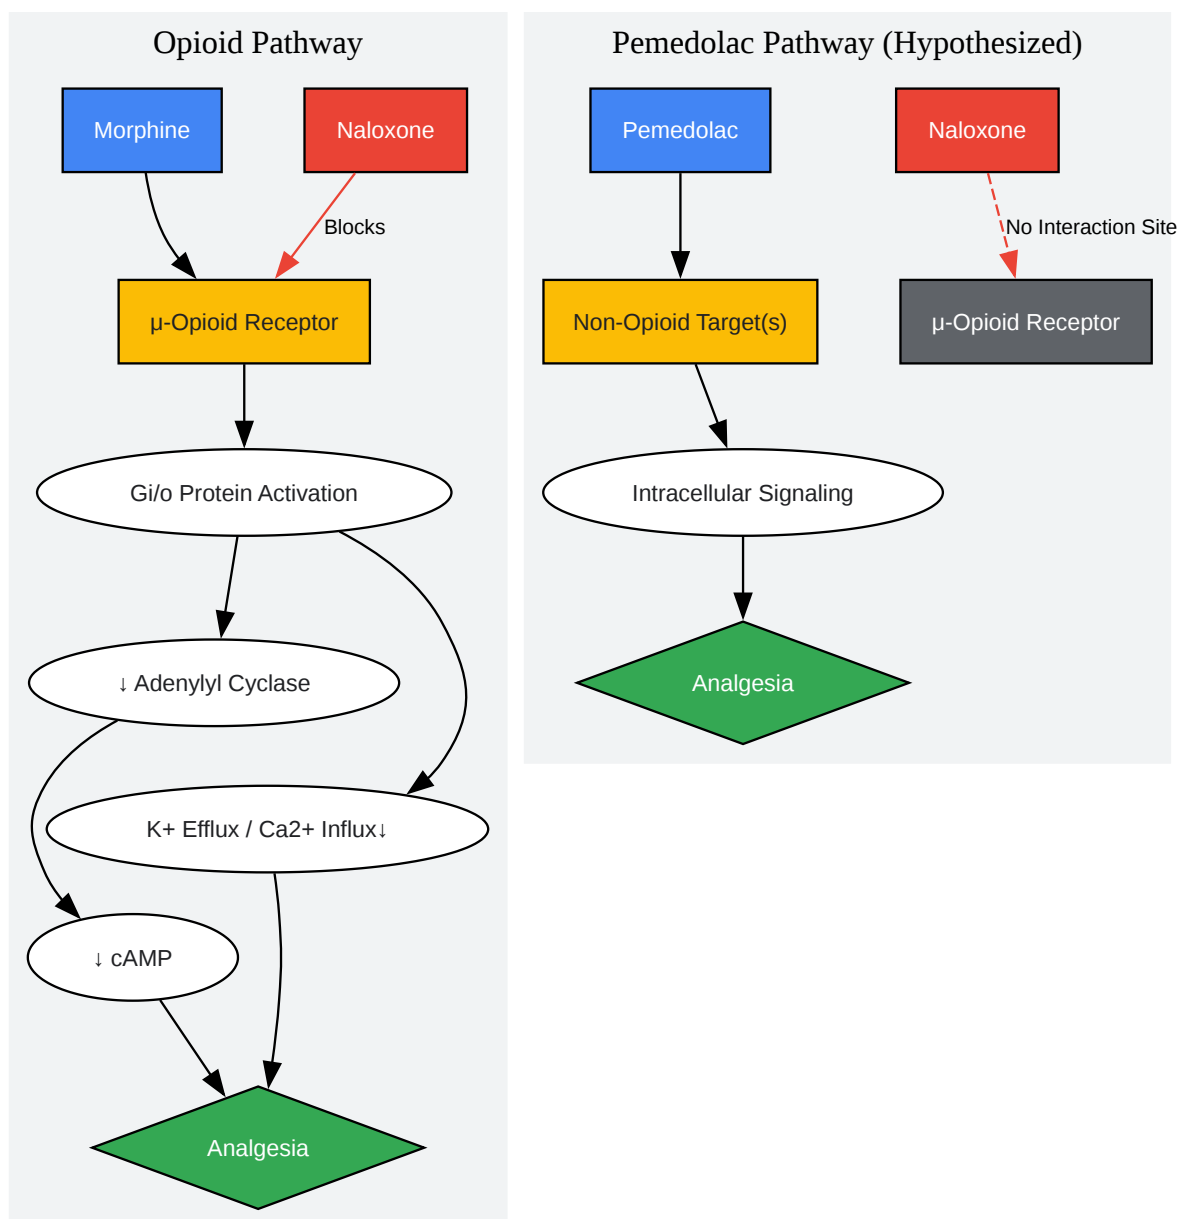 Opioid Pathway
Morphine
Naloxone
Blocks
μ-Opioid Receptor
Gi/o Protein Activation
↓ Adenylyl Cyclase
K+ Efflux / Ca2+ Influx↓
↓ cAMP
Analgesia
Pemedolac Pathway (Hypothesized)
Pemedolac
Naloxone
No Interaction Site
Non-Opioid Target(s)
μ-Opioid Receptor
Intracellular Signaling
Analgesia